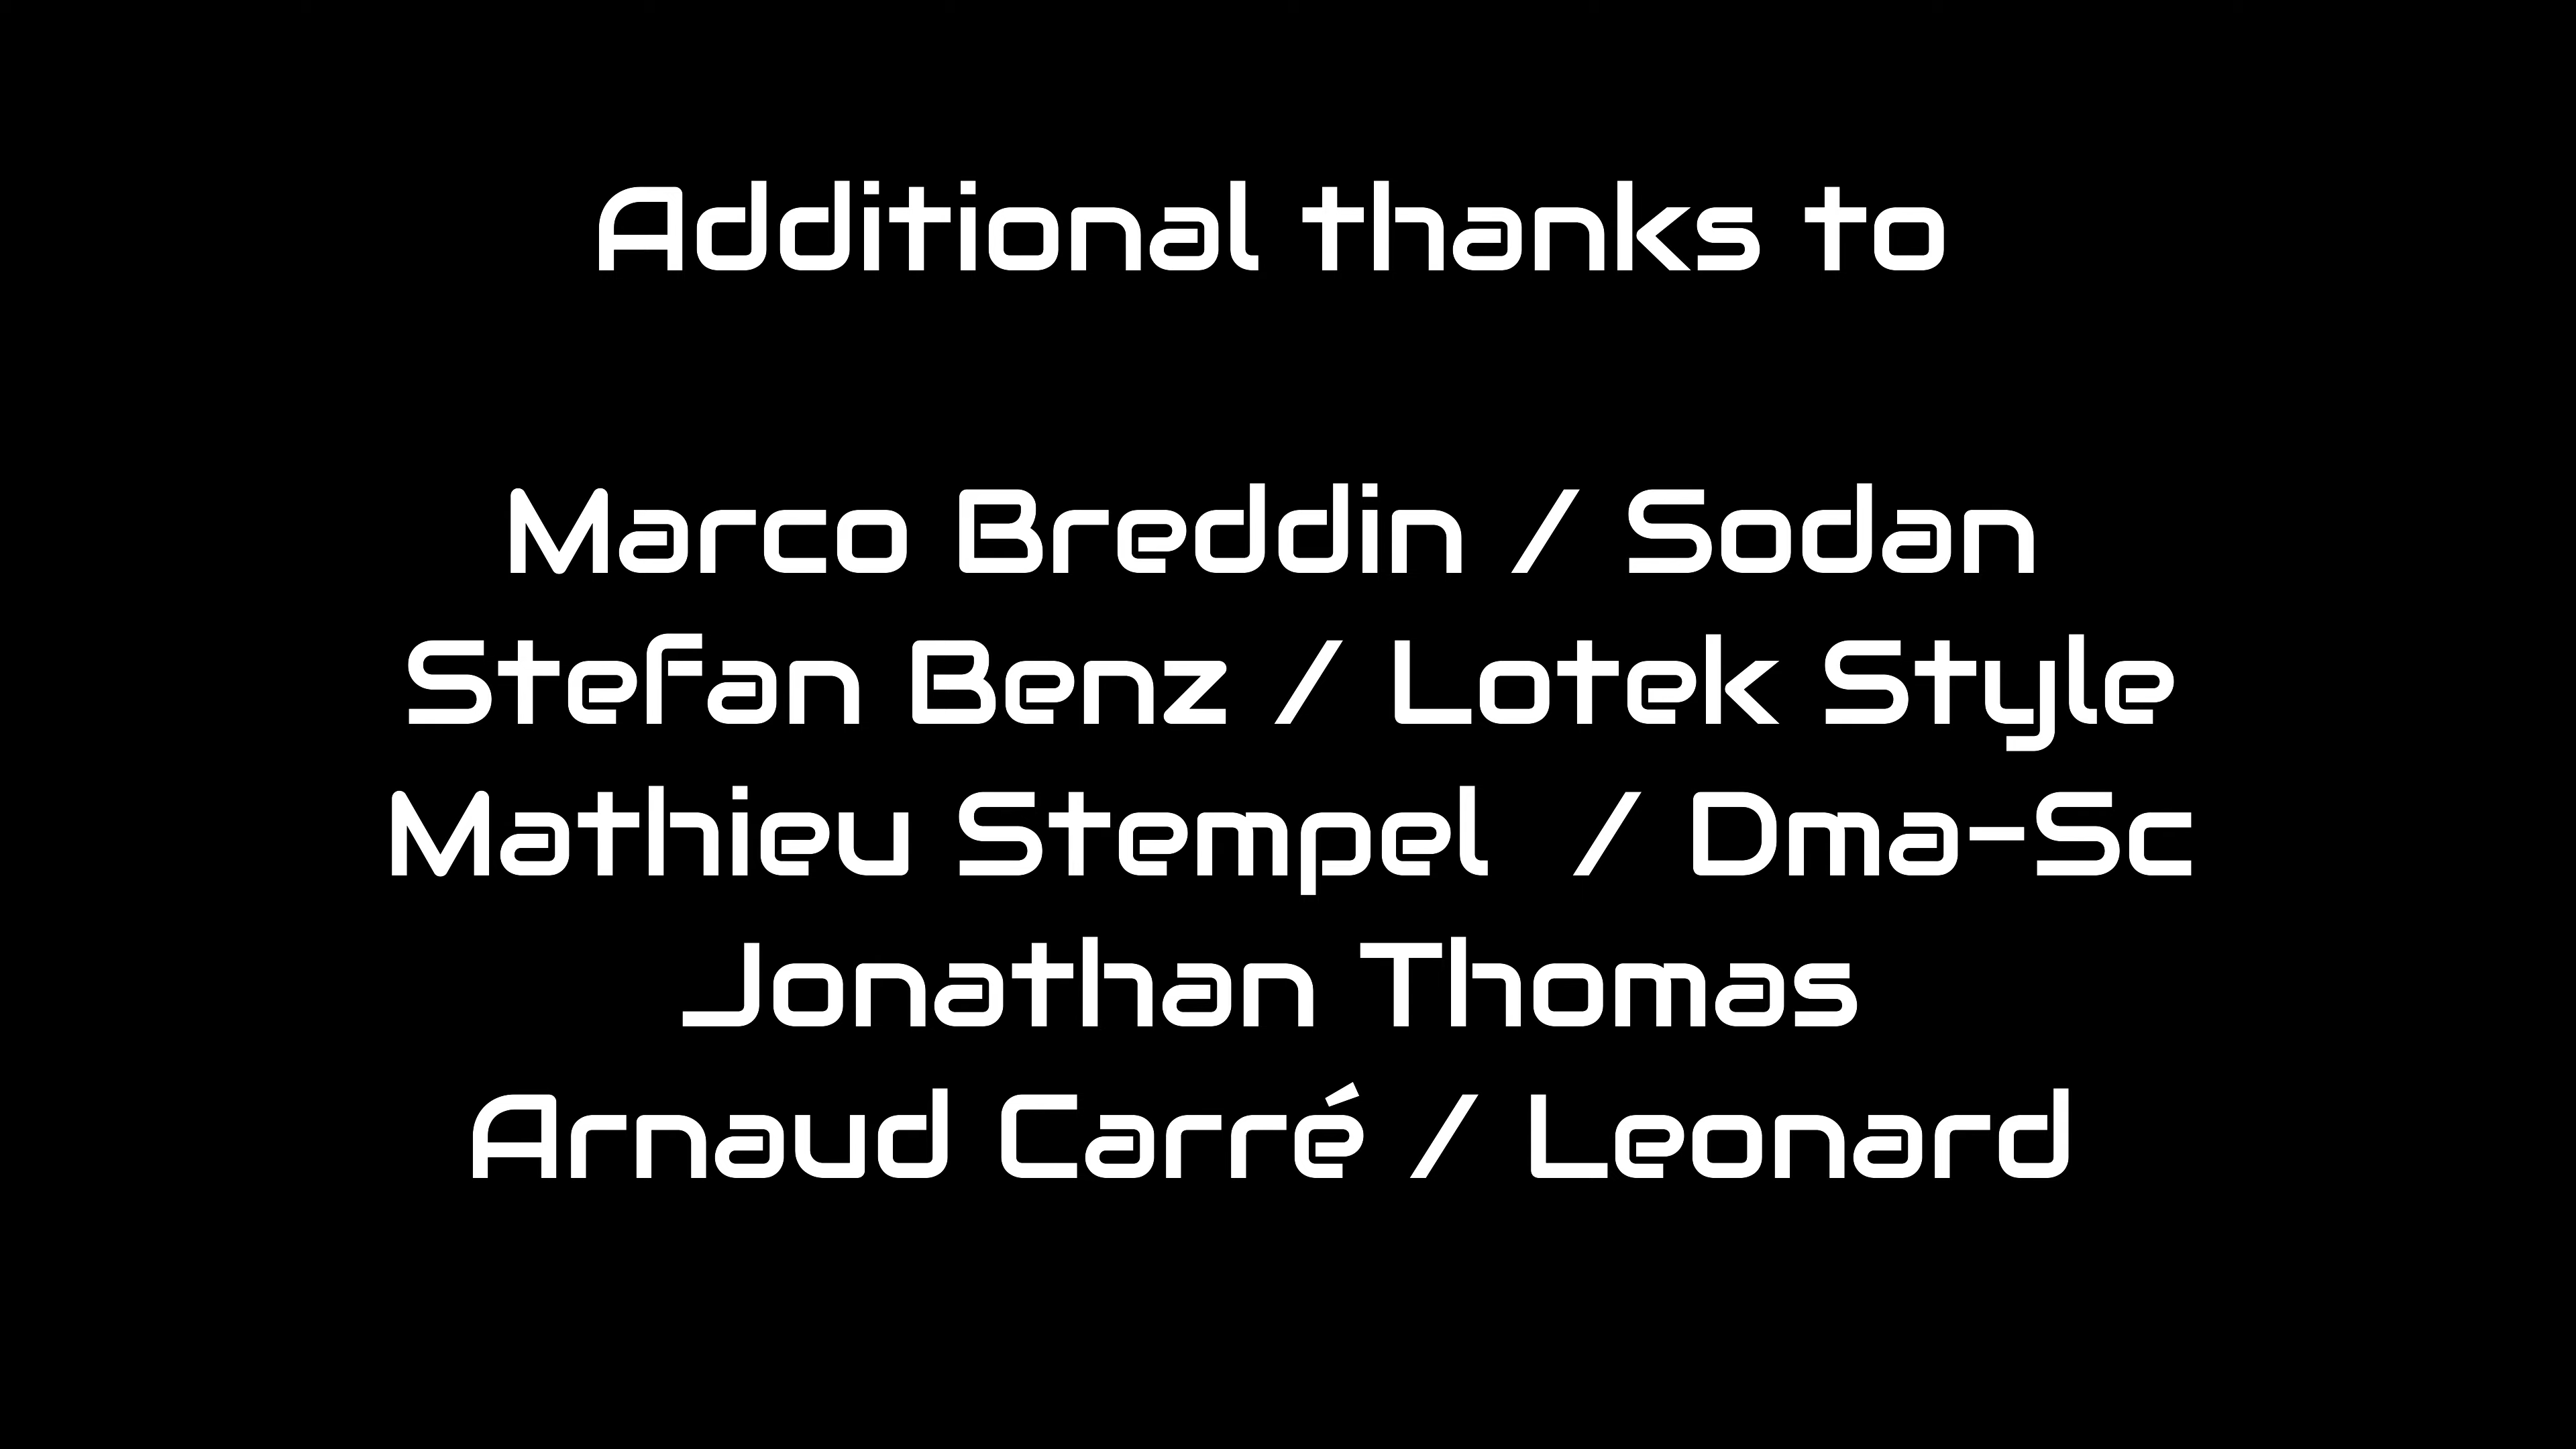 Additional thanks to
Marco Breddin / Sodan
Stefan Benz / Lotek Style
Mathieu Stempel  / Dma-Sc
Jonathan Thomas
Arnaud Carré / Leonard